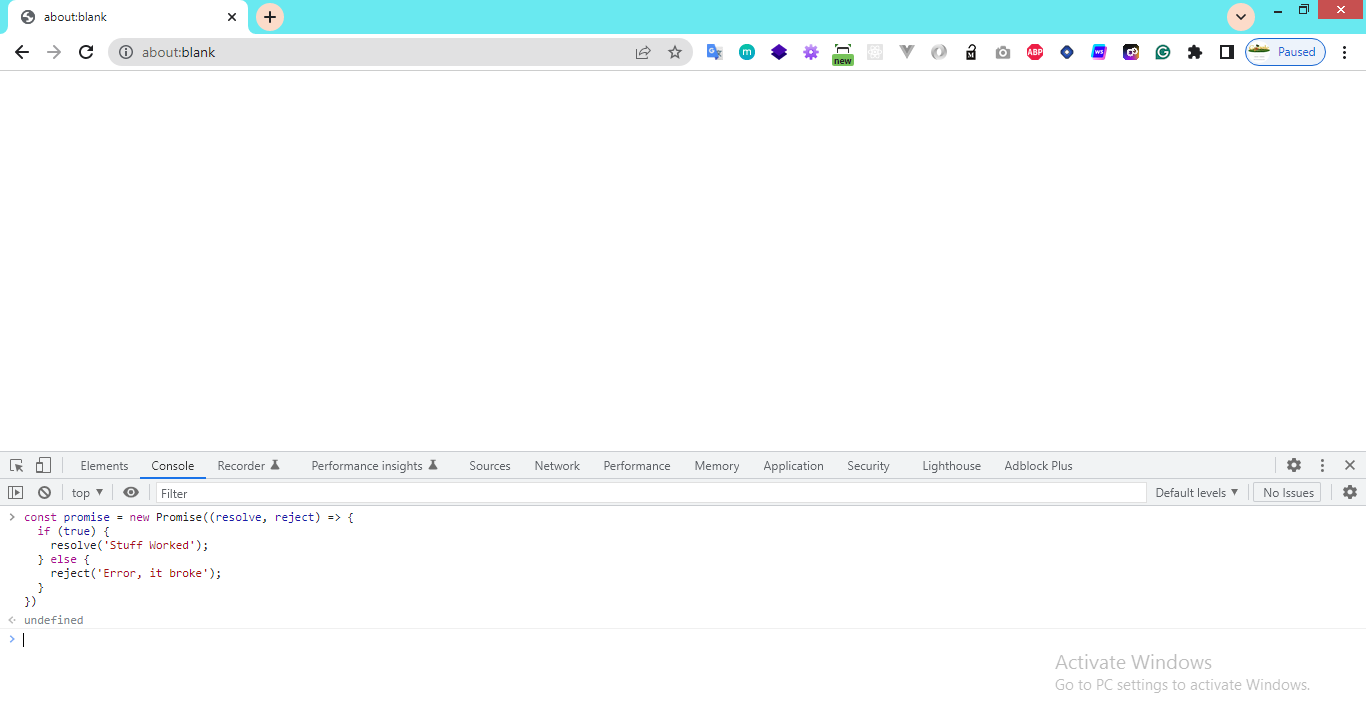 about:blank
about:blank
m
new
M
ABP
WS
G
Paused
Elements Console Recorder Performance insights Sources Network Performance Memory Application Security Lighthouse Adblock Plus
top ▼ Filter Default levels ▼ No Issues
> const promise = new Promise((resolve, reject) => {
if (true) {
resolve('Stuff Worked');
} else {
reject('Error, it broke');
}
})
undefined
>
Activate Windows
Go to PC settings to activate Windows.